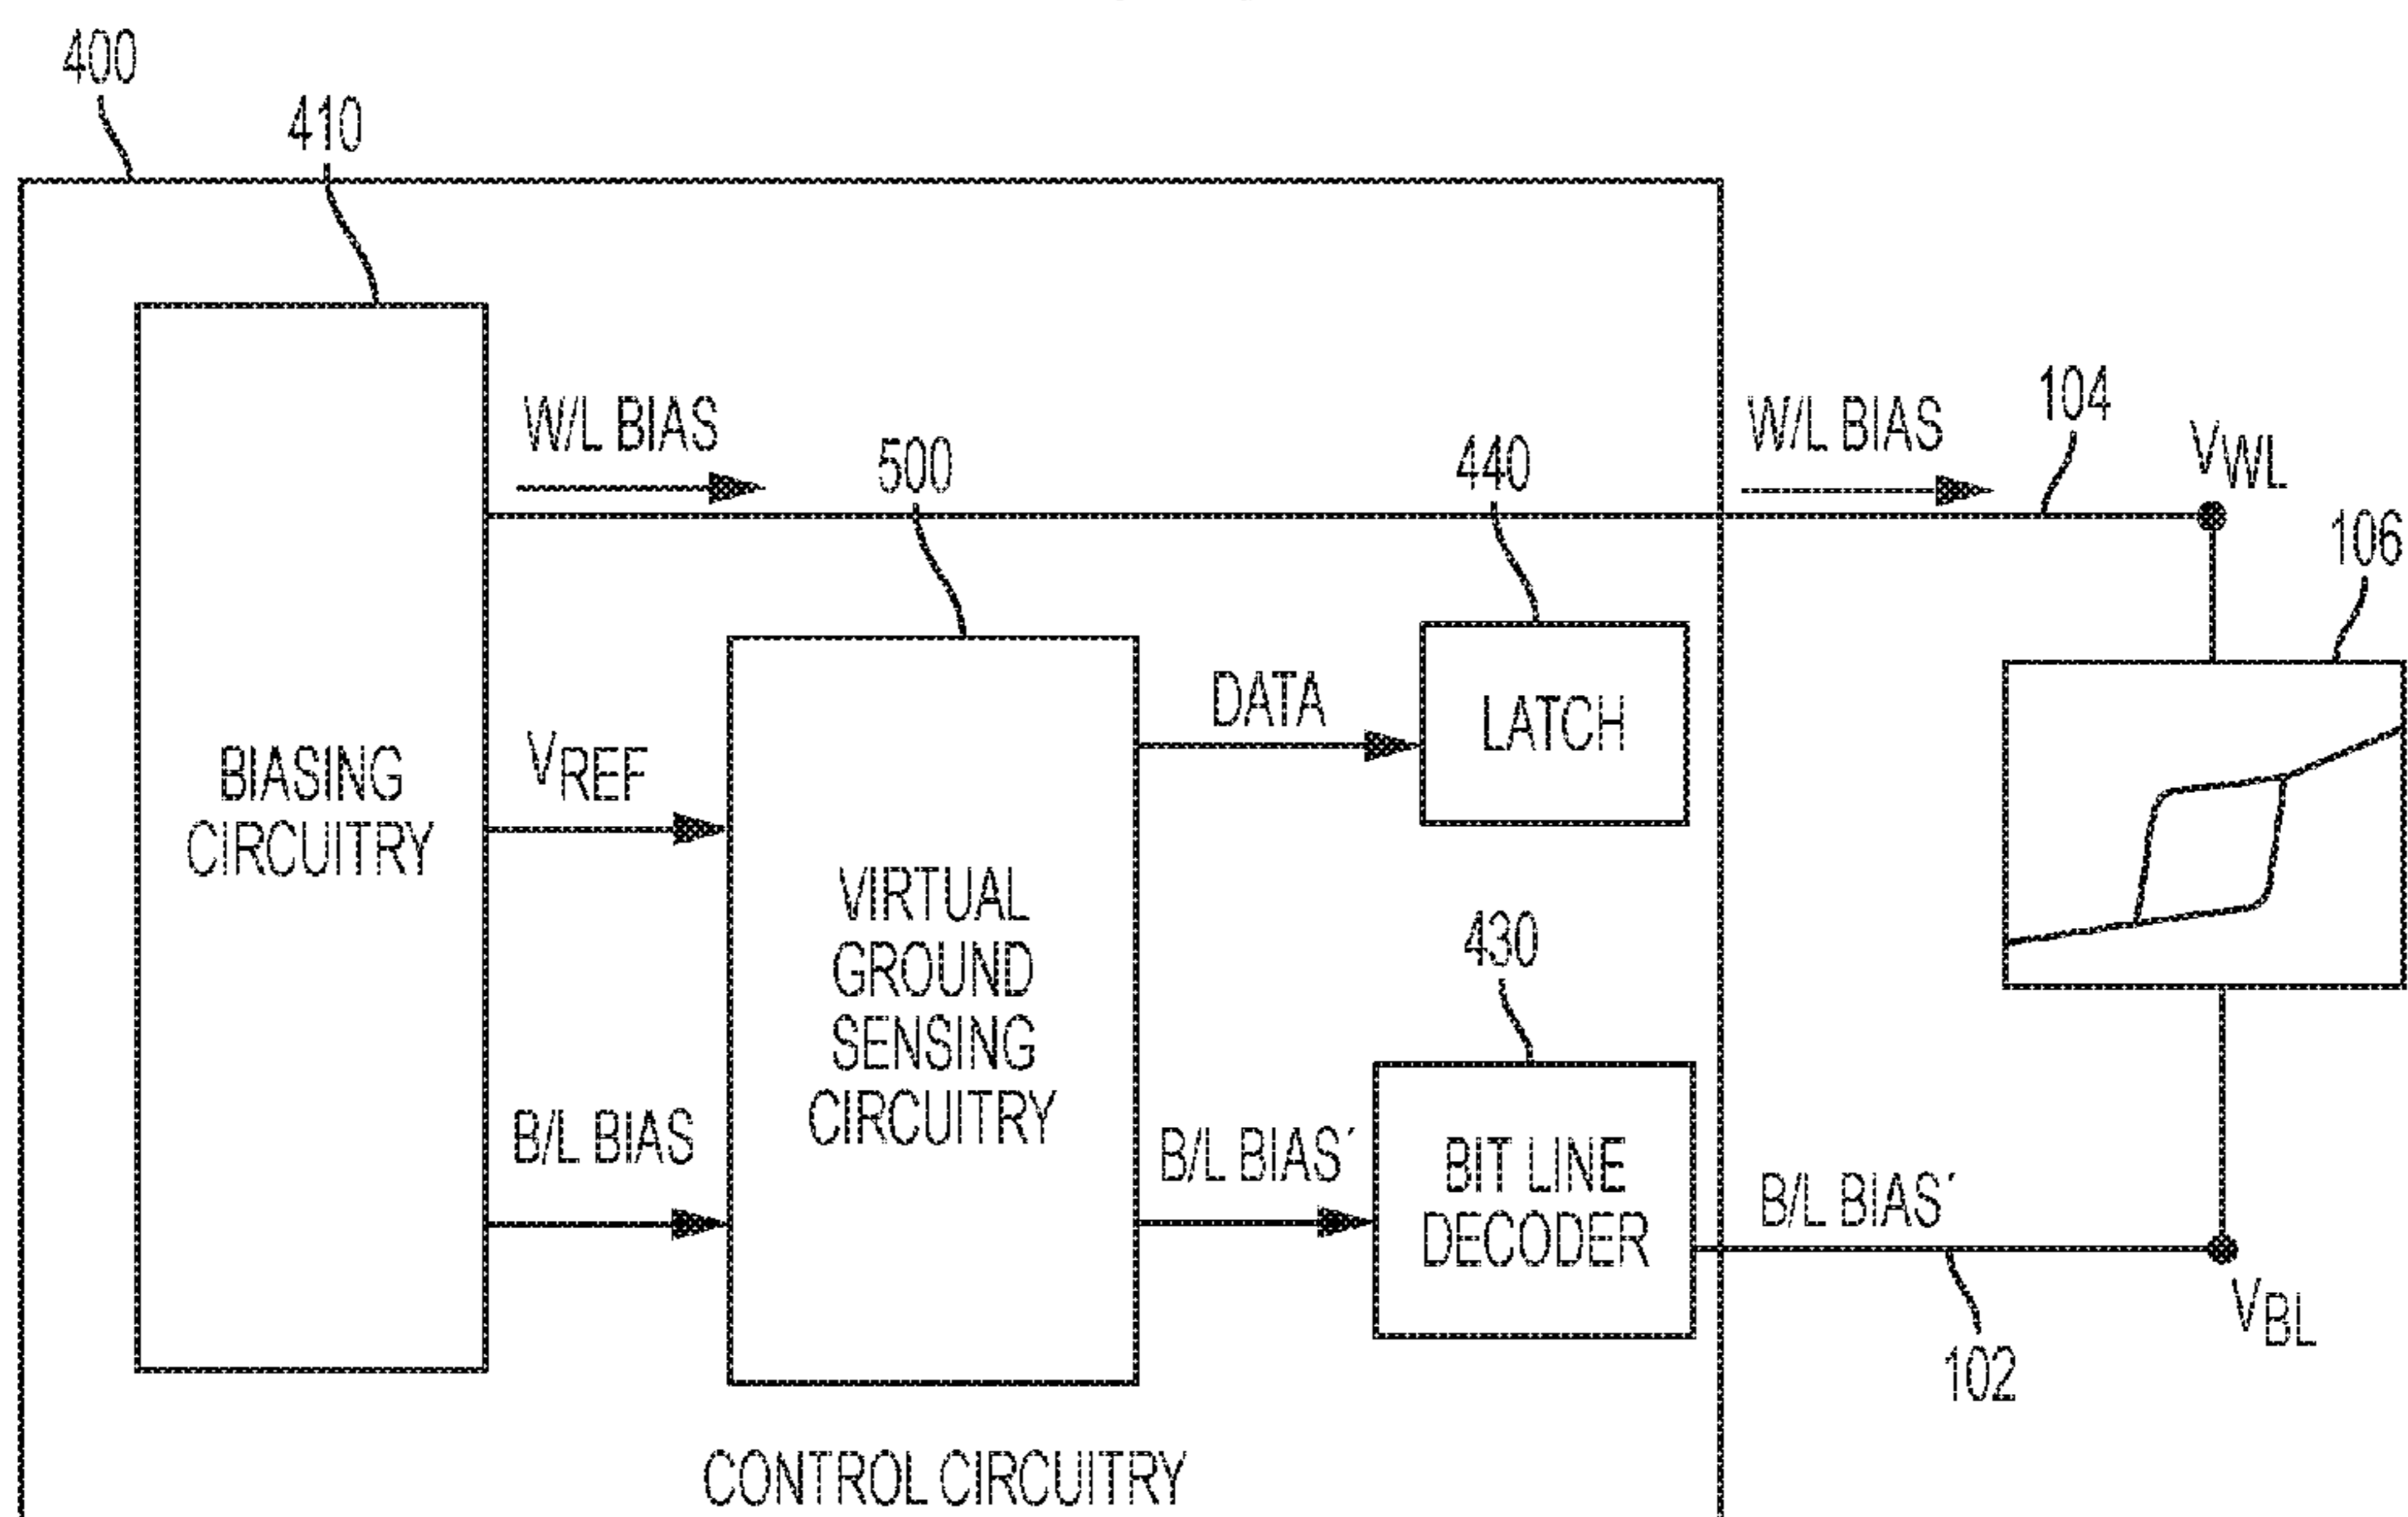 400
410
W/L BIAS
500
440
W/L BIAS
104
VWL
106
BIASING
CIRCUITRY
VREF
DATA
LATCH
VIRTUAL
GROUND
SENSING
CIRCUITRY
430
B/L BIAS
B/L BIAS´
BIT LINE
DECODER
B/L BIAS´
102
VBL
CONTROL CIRCUITRY